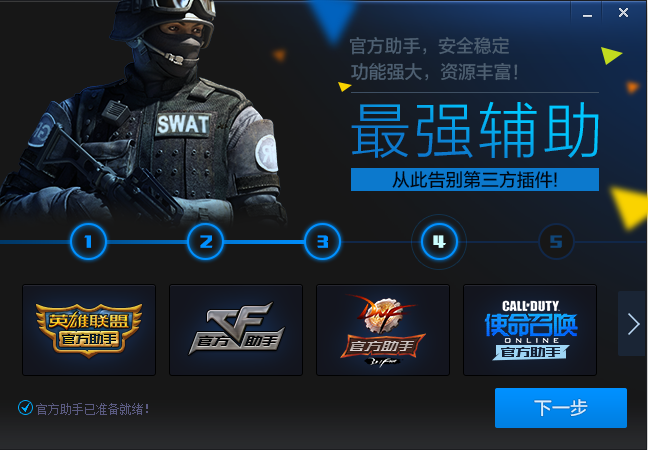 官方助手，安全稳定
功能强大，资源丰富！
最强辅助
从此告别第三方插件!
SWAT
1 2 3 4 5
英雄联盟
官方助手
CF
官方助手
DNF
官方助手
CALL OF DUTY
使命召唤
ONLINE
官方助手
官方助手已准备就绪！
下一步